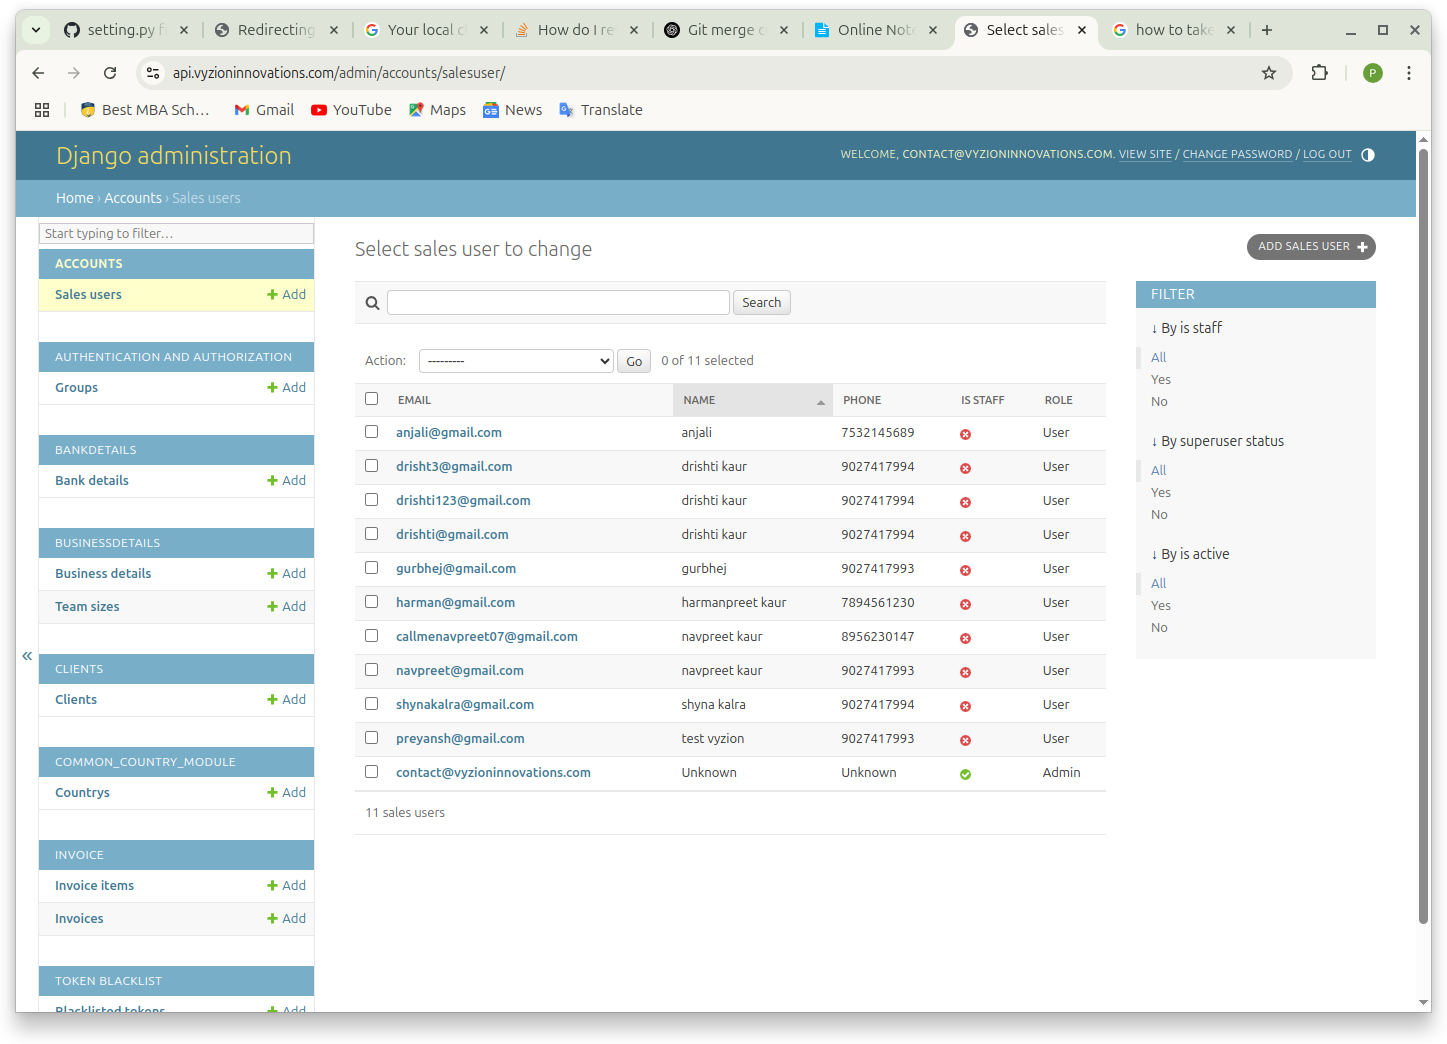 setting.py f
Redirecting
Your local c
How do I re
Git merge c
Online Note
Select sales
how to take
api.vyzioninnovations.com/admin/accounts/salesuser/
P
Best MBA Sch...
Gmail
YouTube
Maps
News
Translate
Django administration
WELCOME, CONTACT@VYZIONINNOVATIONS.COM. VIEW SITE / CHANGE PASSWORD / LOG OUT
Home › Accounts › Sales users
Start typing to filter...
ACCOUNTS
Sales users Add
AUTHENTICATION AND AUTHORIZATION
Groups Add
BANKDETAILS
Bank details Add
BUSINESSDETAILS
Business details Add
Team sizes Add
CLIENTS
Clients Add
COMMON_COUNTRY_MODULE
Countrys Add
INVOICE
Invoice items Add
Invoices Add
TOKEN BLACKLIST
Blacklisted tokens Add
«
Select sales user to change
ADD SALES USER
Search
Action: --------- Go 0 of 11 selected
EMAIL NAME PHONE IS STAFF ROLE
anjali@gmail.com anjali 7532145689 User
drisht3@gmail.com drishti kaur 9027417994 User
drishti123@gmail.com drishti kaur 9027417994 User
drishti@gmail.com drishti kaur 9027417994 User
gurbhej@gmail.com gurbhej 9027417993 User
harman@gmail.com harmanpreet kaur 7894561230 User
callmenavpreet07@gmail.com navpreet kaur 8956230147 User
navpreet@gmail.com navpreet kaur 9027417993 User
shynakalra@gmail.com shyna kalra 9027417994 User
preyansh@gmail.com test vyzion 9027417993 User
contact@vyzioninnovations.com Unknown Unknown Admin
11 sales users
FILTER
↓ By is staff
All
Yes
No
↓ By superuser status
All
Yes
No
↓ By is active
All
Yes
No